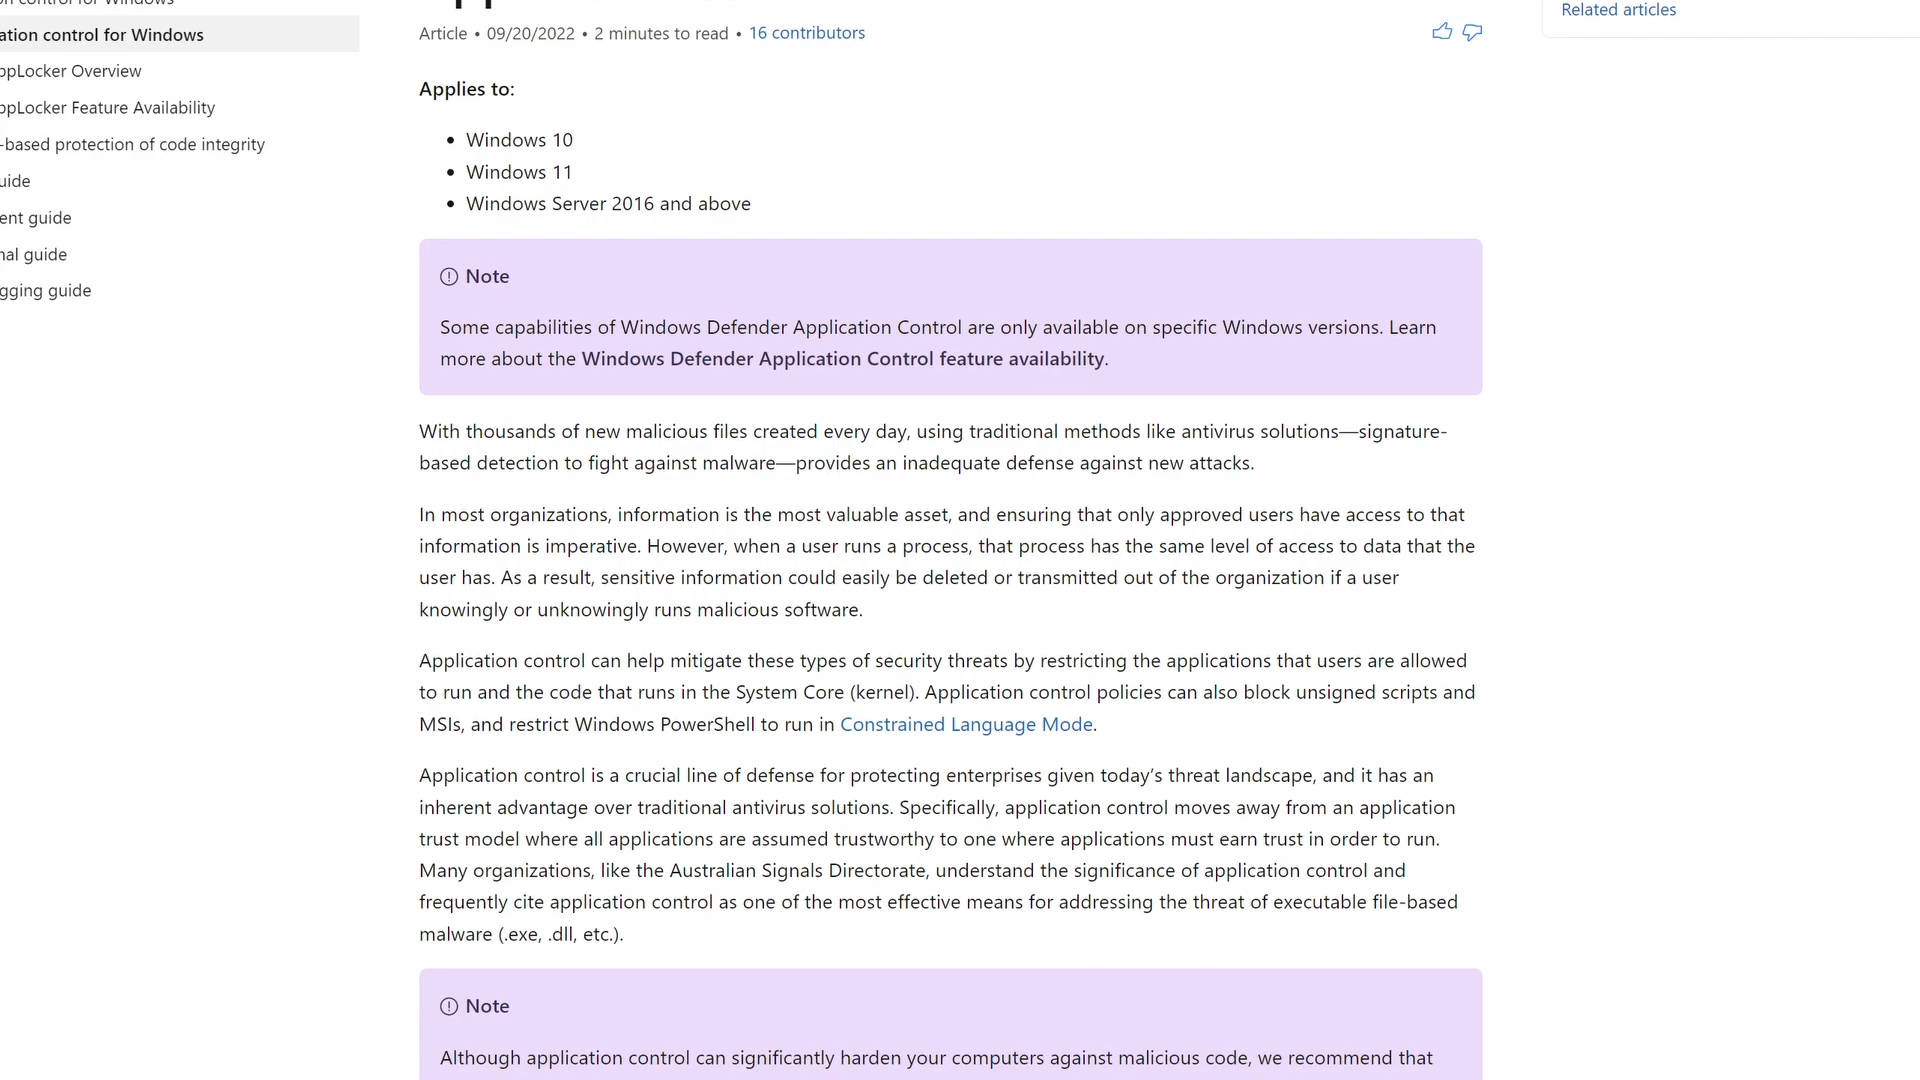 ation control for Windows
ppLocker Overview
ppLocker Feature Availability
-based protection of code integrity
uide
ent guide
nal guide
gging guide
Article • 09/20/2022 • 2 minutes to read • 16 contributors
Applies to:
• Windows 10
• Windows 11
• Windows Server 2016 and above
Note
Some capabilities of Windows Defender Application Control are only available on specific Windows versions. Learn
more about the Windows Defender Application Control feature availability.
With thousands of new malicious files created every day, using traditional methods like antivirus solutions—signature-
based detection to fight against malware—provides an inadequate defense against new attacks.
In most organizations, information is the most valuable asset, and ensuring that only approved users have access to that
information is imperative. However, when a user runs a process, that process has the same level of access to data that the
user has. As a result, sensitive information could easily be deleted or transmitted out of the organization if a user
knowingly or unknowingly runs malicious software.
Application control can help mitigate these types of security threats by restricting the applications that users are allowed
to run and the code that runs in the System Core (kernel). Application control policies can also block unsigned scripts and
MSIs, and restrict Windows PowerShell to run in Constrained Language Mode.
Application control is a crucial line of defense for protecting enterprises given today’s threat landscape, and it has an
inherent advantage over traditional antivirus solutions. Specifically, application control moves away from an application
trust model where all applications are assumed trustworthy to one where applications must earn trust in order to run.
Many organizations, like the Australian Signals Directorate, understand the significance of application control and
frequently cite application control as one of the most effective means for addressing the threat of executable file-based
malware (.exe, .dll, etc.).
Note
Although application control can significantly harden your computers against malicious code, we recommend that
Related articles